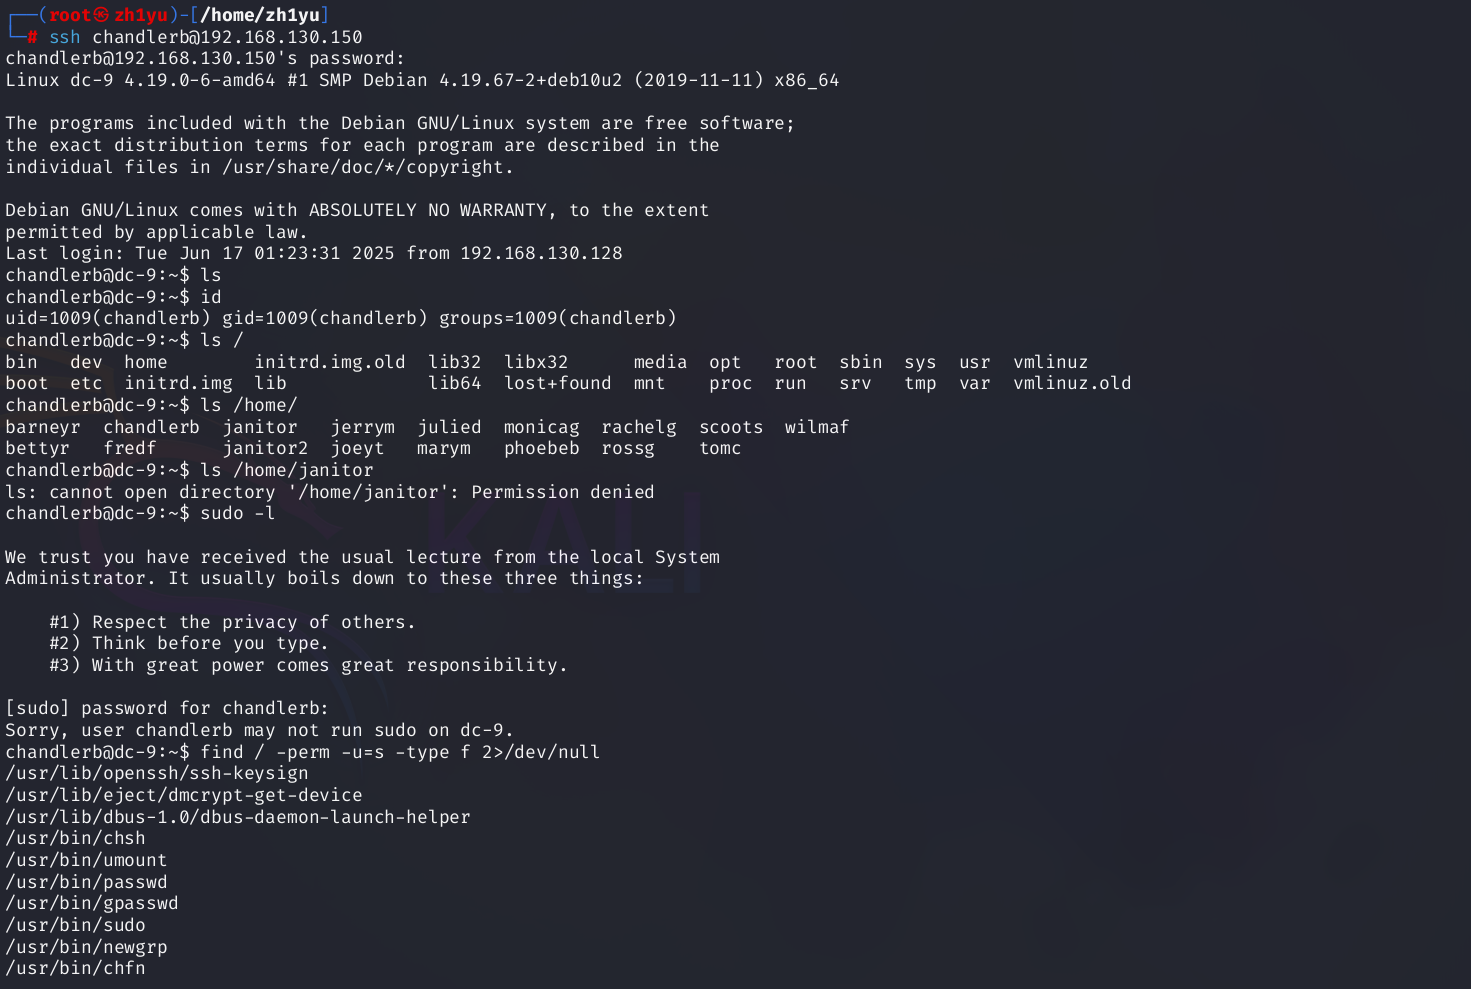 ┌──(root㉿zh1yu)-[/home/zh1yu]
└─# ssh chandlerb@192.168.130.150
chandlerb@192.168.130.150's password:
Linux dc-9 4.19.0-6-amd64 #1 SMP Debian 4.19.67-2+deb10u2 (2019-11-11) x86_64

The programs included with the Debian GNU/Linux system are free software;
the exact distribution terms for each program are described in the
individual files in /usr/share/doc/*/copyright.

Debian GNU/Linux comes with ABSOLUTELY NO WARRANTY, to the extent
permitted by applicable law.
Last login: Tue Jun 17 01:23:31 2025 from 192.168.130.128
chandlerb@dc-9:~$ ls
chandlerb@dc-9:~$ id
uid=1009(chandlerb) gid=1009(chandlerb) groups=1009(chandlerb)
chandlerb@dc-9:~$ ls /
bin   dev  home        initrd.img.old  lib32  libx32      media  opt   root  sbin  sys  usr  vmlinuz
boot  etc  initrd.img  lib             lib64  lost+found  mnt    proc  run   srv   tmp  var  vmlinuz.old
chandlerb@dc-9:~$ ls /home/
barneyr  chandlerb  janitor   jerrym  julied  monicag  rachelg  scoots  wilmaf
bettyr   fredf      janitor2  joeyt   marym   phoebeb  rossg    tomc
chandlerb@dc-9:~$ ls /home/janitor
ls: cannot open directory '/home/janitor': Permission denied
chandlerb@dc-9:~$ sudo -l

We trust you have received the usual lecture from the local System
Administrator. It usually boils down to these three things:

    #1) Respect the privacy of others.
    #2) Think before you type.
    #3) With great power comes great responsibility.

[sudo] password for chandlerb:
Sorry, user chandlerb may not run sudo on dc-9.
chandlerb@dc-9:~$ find / -perm -u=s -type f 2>/dev/null
/usr/lib/openssh/ssh-keysign
/usr/lib/eject/dmcrypt-get-device
/usr/lib/dbus-1.0/dbus-daemon-launch-helper
/usr/bin/chsh
/usr/bin/umount
/usr/bin/passwd
/usr/bin/gpasswd
/usr/bin/sudo
/usr/bin/newgrp
/usr/bin/chfn
KALI